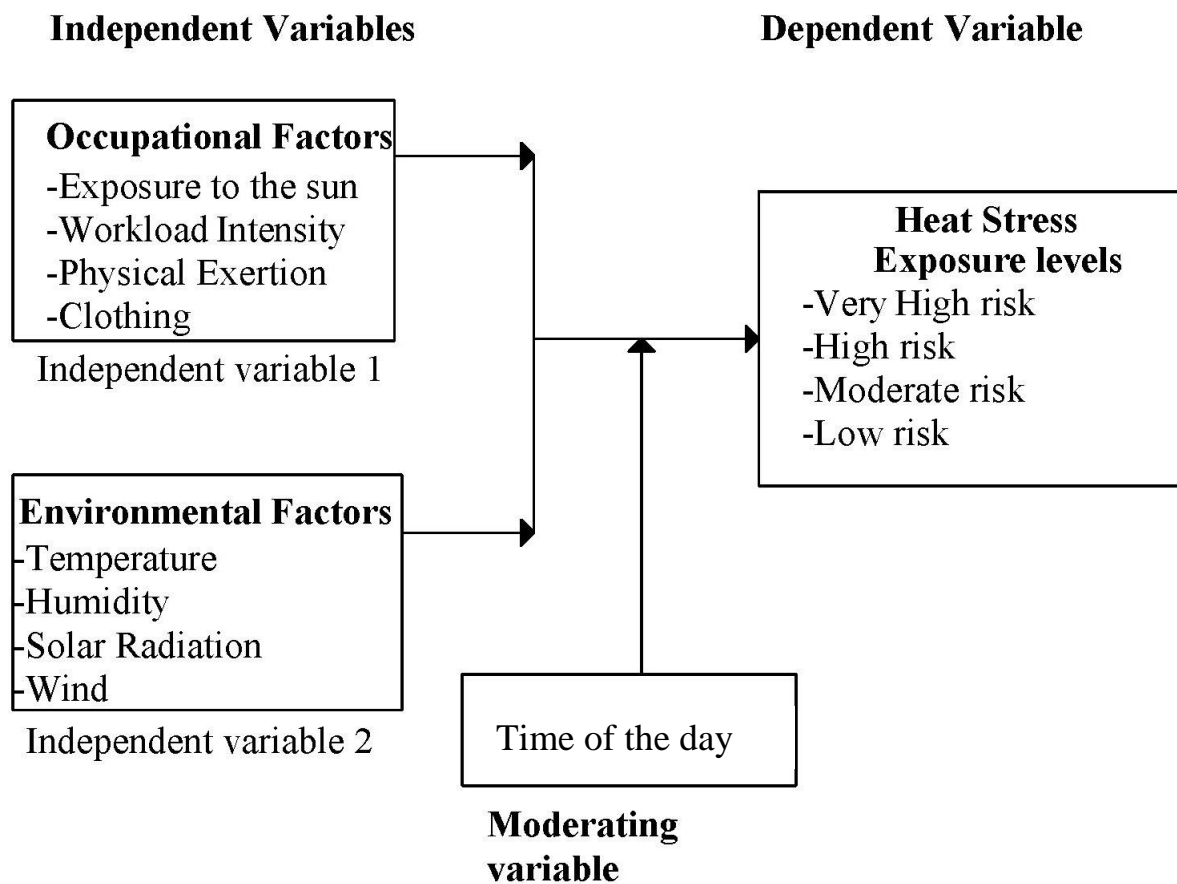 Independent Variables
Dependent Variable
Occupational Factors
-Exposure to the sun
-Workload Intensity
-Physical Exertion
-Clothing
Independent variable 1
Heat Stress
Exposure levels
-Very High risk
-High risk
-Moderate risk
-Low risk
Environmental Factors
-Temperature
-Humidity
-Solar Radiation
-Wind
Independent variable 2
Time of the day
Moderating
variable